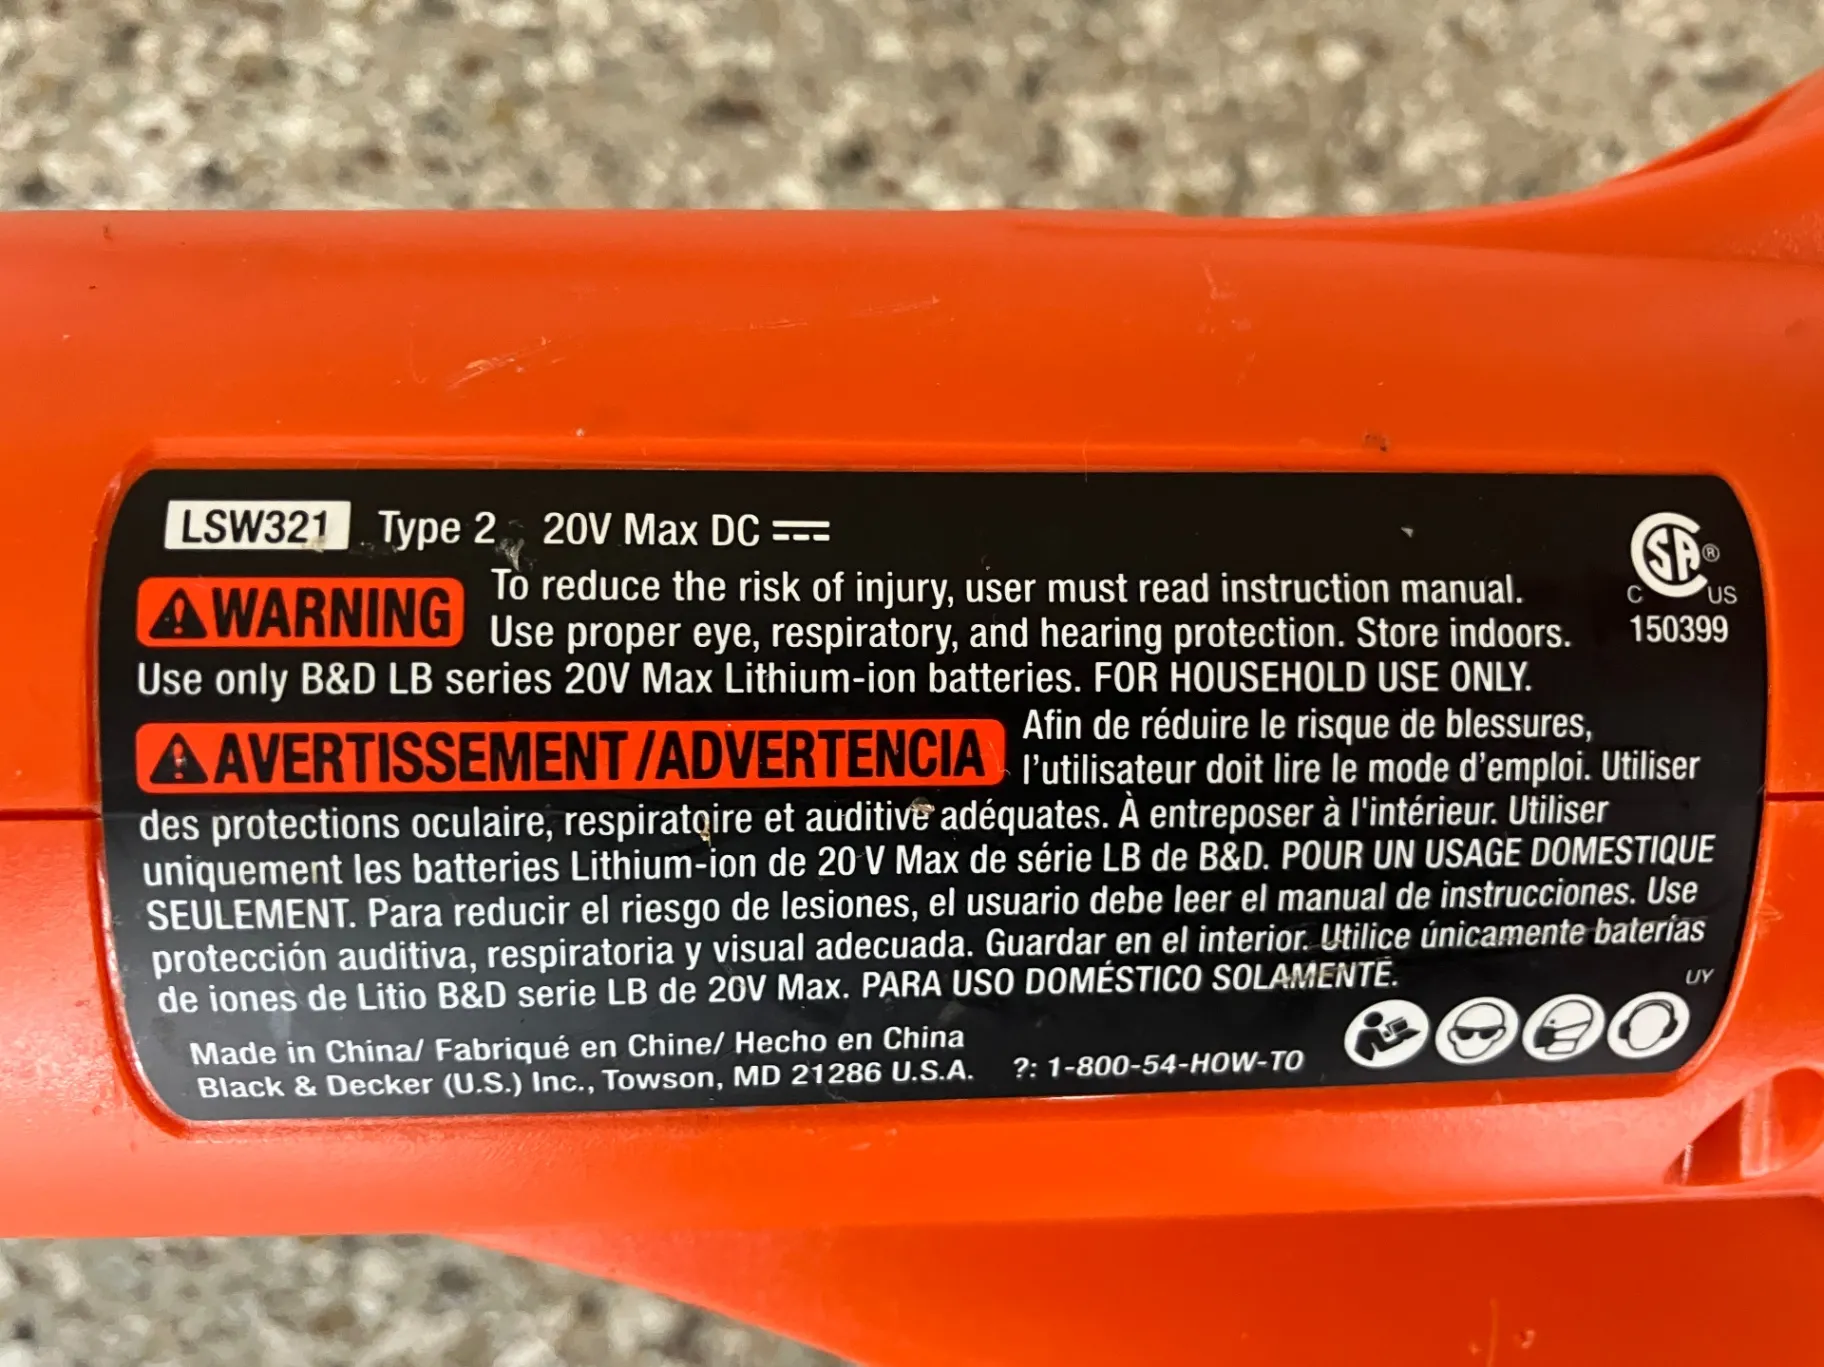 LSW321 Type 2 20V Max DC
WARNING To reduce the risk of injury, user must read instruction manual.
Use proper eye, respiratory, and hearing protection. Store indoors.
Use only B&D LB series 20V Max Lithium-ion batteries. FOR HOUSEHOLD USE ONLY.
CSA®
C US
150399
AVERTISSEMENT/ADVERTENCIA Afin de réduire le risque de blessures,
l'utilisateur doit lire le mode d'emploi. Utiliser
des protections oculaire, respiratoire et auditive adéquates. À entreposer à l'intérieur. Utiliser
uniquement les batteries Lithium-ion de 20 V Max de série LB de B&D. POUR UN USAGE DOMESTIQUE
SEULEMENT. Para reducir el riesgo de lesiones, el usuario debe leer el manual de instrucciones. Use
protección auditiva, respiratoria y visual adecuada. Guardar en el interior. Utilice únicamente baterías
de iones de Litio B&D serie LB de 20V Max. PARA USO DOMÉSTICO SOLAMENTE.
UY
Made in China/ Fabriqué en Chine/ Hecho en China
Black & Decker (U.S.) Inc., Towson, MD 21286 U.S.A. ?: 1-800-54-HOW-TO